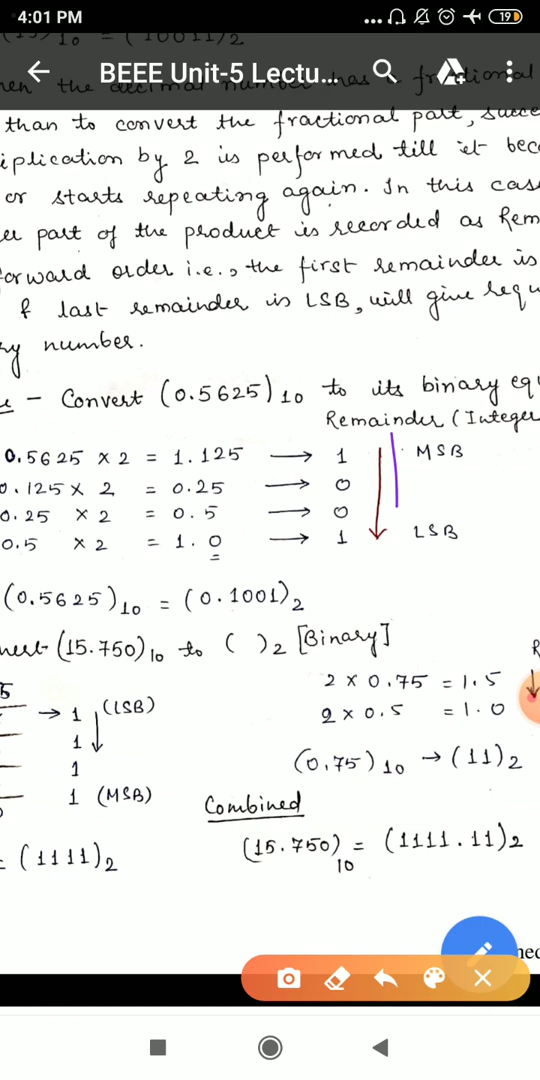 4:01 PM
... 19
)10 = (10011)2
BEEE Unit-5 Lectu...
than to convert the fractional part, succe
iplication by 2 is performed till it bec
or starts repeating again. In this cas
er part of the product is recorded as Rem
forward order i.e., the first remainder is
f last remainder is LSB, will give requ
ry number.
e - Convert (0.5625)10 to its binary equ
Remainder (Integer
0.5625 x 2 = 1.125 → 1 MSB
0.125 x 2 = 0.25 → 0
0.25 x 2 = 0.5 → 0
0.5 x 2 = 1.0 → 1 LSB
(0.5625)10 = (0.1001)2
nvert (15.750)10 to ( )2 [Binary]
2 x 0.75 = 1.5
→ 1 (LSB)
2 x 0.5 = 1.0
1
1
(0.75)10 → (11)2
1 (MSB)
Combined
= (1111)2
(15.750)10 = (1111.11)2